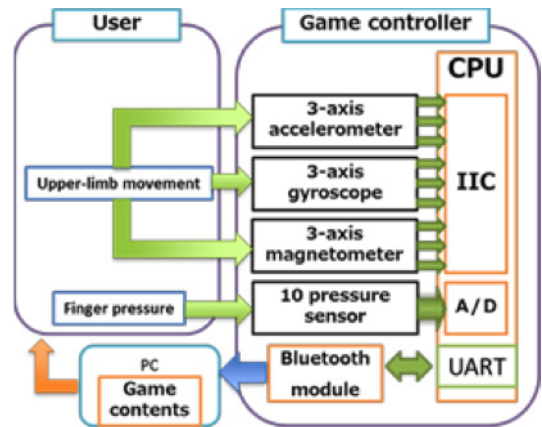 User
Game controller
CPU
3-axis
accelerometer
Upper-limb movement
3-axis
gyroscope
IIC
3-axis
magnetometer
Finger pressure
10 pressure
sensor
A/D
PC
Game
contents
Bluetooth
module
UART